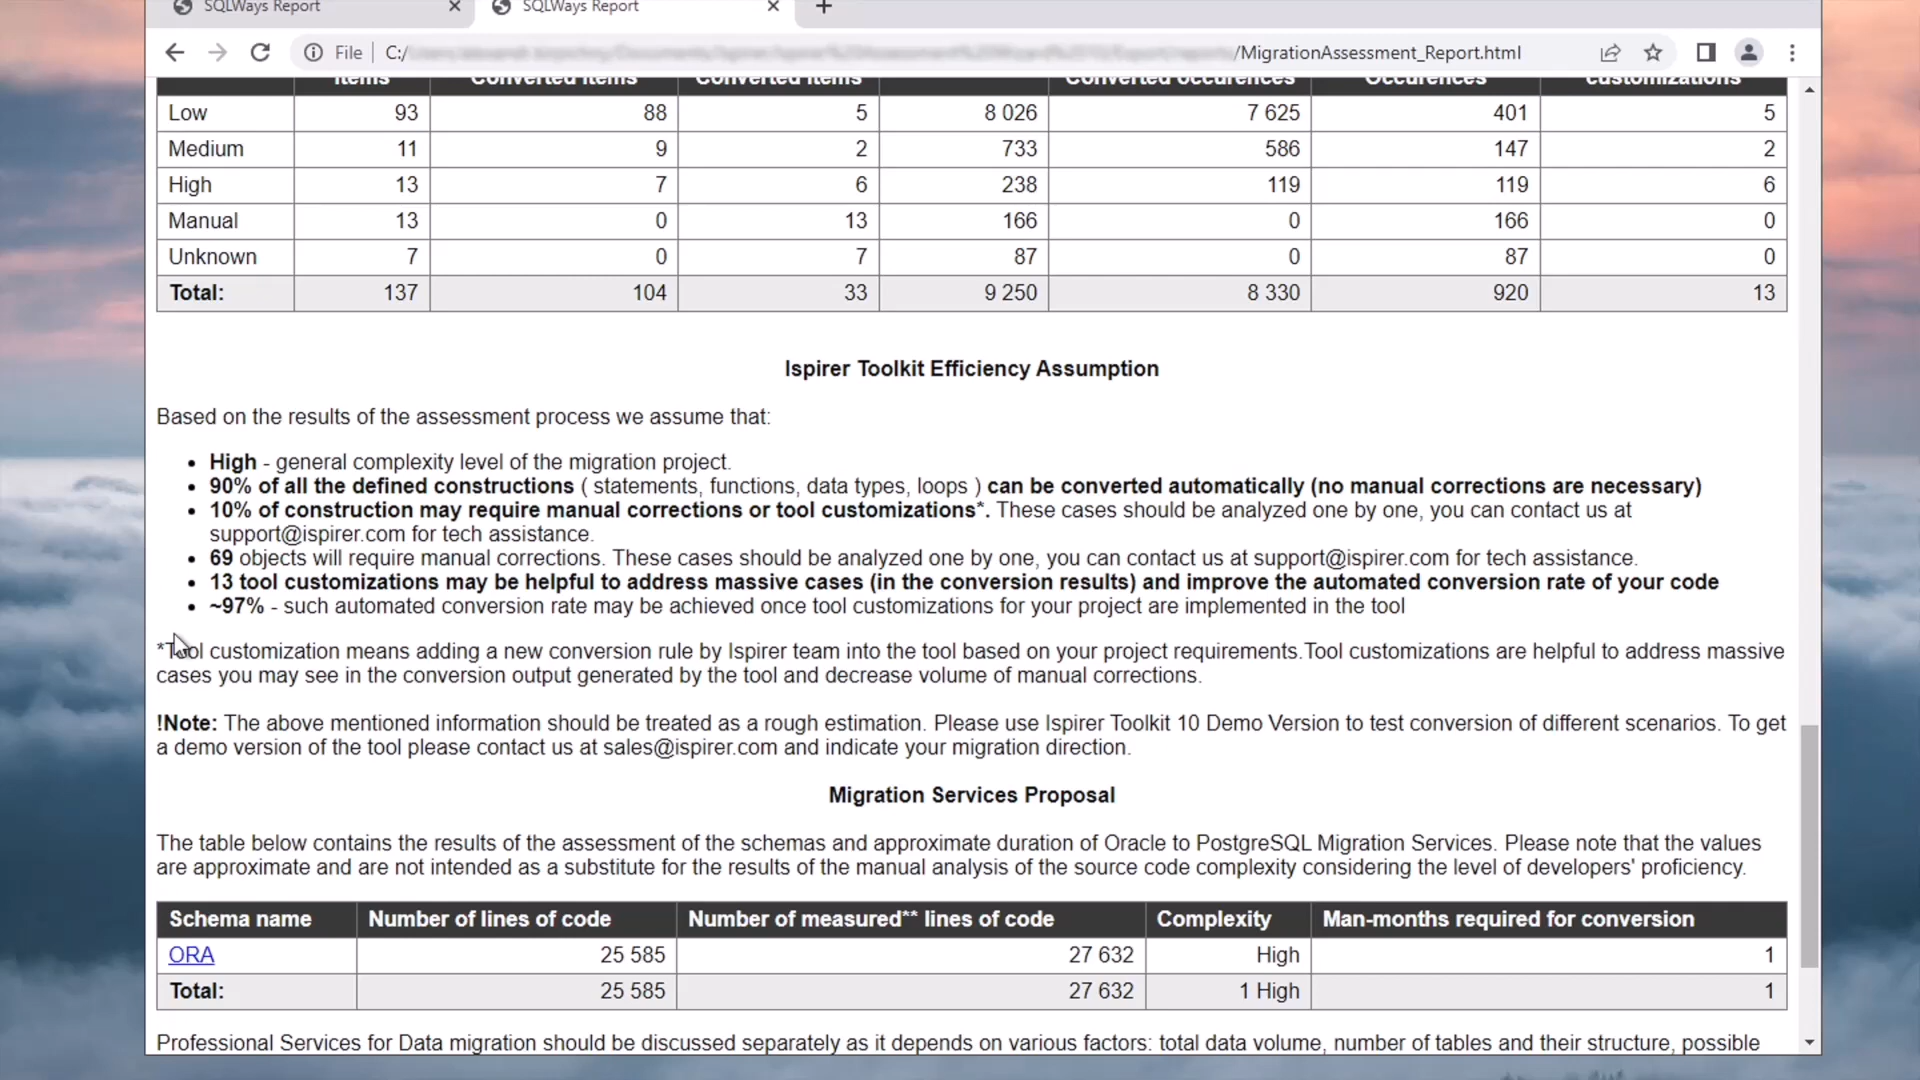 SQLWays Report SQLWays Report
File C:/ /MigrationAssessment_Report.html
items Converted items Converted items Converted occurences Occurences customizations
Low 93 88 5 8 026 7 625 401 5
Medium 11 9 2 733 586 147 2
High 13 7 6 238 119 119 6
Manual 13 0 13 166 0 166 0
Unknown 7 0 7 87 0 87 0
Total: 137 104 33 9 250 8 330 920 13
Ispirer Toolkit Efficiency Assumption
Based on the results of the assessment process we assume that:
• High - general complexity level of the migration project.
• 90% of all the defined constructions ( statements, functions, data types, loops ) can be converted automatically (no manual corrections are necessary)
• 10% of construction may require manual corrections or tool customizations*. These cases should be analyzed one by one, you can contact us at
support@ispirer.com for tech assistance.
• 69 objects will require manual corrections. These cases should be analyzed one by one, you can contact us at support@ispirer.com for tech assistance.
• 13 tool customizations may be helpful to address massive cases (in the conversion results) and improve the automated conversion rate of your code
• ~97% - such automated conversion rate may be achieved once tool customizations for your project are implemented in the tool
*Tool customization means adding a new conversion rule by Ispirer team into the tool based on your project requirements.Tool customizations are helpful to address massive
cases you may see in the conversion output generated by the tool and decrease volume of manual corrections.
!Note: The above mentioned information should be treated as a rough estimation. Please use Ispirer Toolkit 10 Demo Version to test conversion of different scenarios. To get
a demo version of the tool please contact us at sales@ispirer.com and indicate your migration direction.
Migration Services Proposal
The table below contains the results of the assessment of the schemas and approximate duration of Oracle to PostgreSQL Migration Services. Please note that the values
are approximate and are not intended as a substitute for the results of the manual analysis of the source code complexity considering the level of developers' proficiency.
Schema name Number of lines of code Number of measured** lines of code Complexity Man-months required for conversion
ORA 25 585 27 632 High 1
Total: 25 585 27 632 1 High 1
Professional Services for Data migration should be discussed separately as it depends on various factors: total data volume, number of tables and their structure, possible